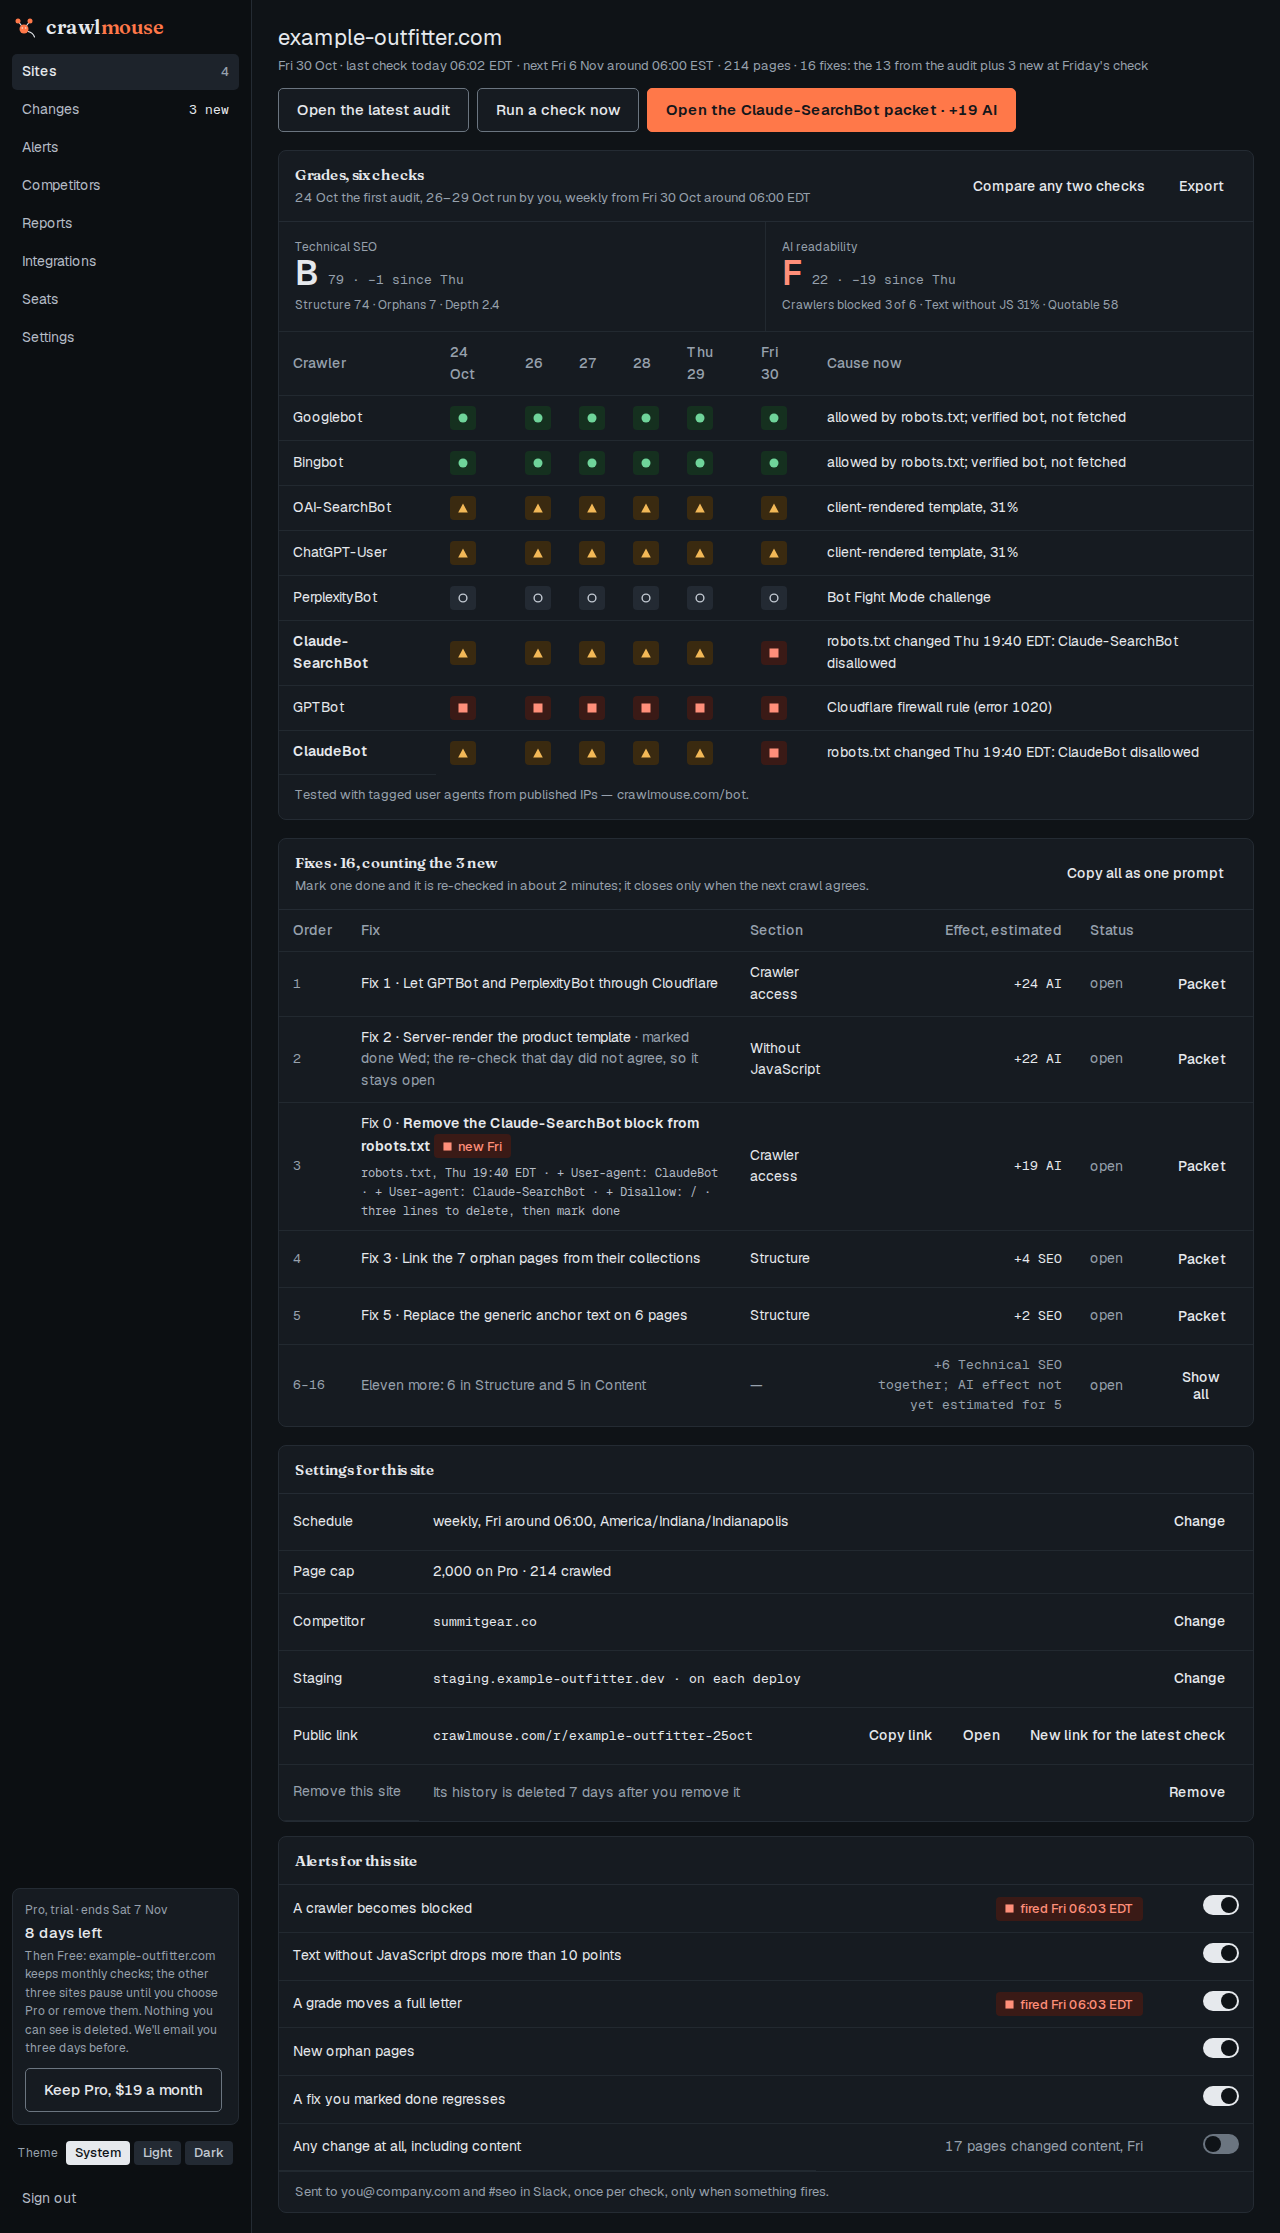 crawlmouse
Sites 4
Changes 3 new
Alerts
Competitors
Reports
Integrations
Seats
Settings
Pro, trial · ends Sat 7 Nov
8 days left
Then Free: example-outfitter.com
keeps monthly checks; the other
three sites pause until you choose
Pro or remove them. Nothing you
can see is deleted. We'll email you
three days before.
Keep Pro, $19 a month
Theme System Light Dark
Sign out
example-outfitter.com
Fri 30 Oct · last check today 06:02 EDT · next Fri 6 Nov around 06:00 EST · 214 pages · 16 fixes: the 13 from the audit plus 3 new at Friday's check
Open the latest audit Run a check now Open the Claude-SearchBot packet · +19 AI
Grades, six checks
24 Oct the first audit, 26–29 Oct run by you, weekly from Fri 30 Oct around 06:00 EDT
Compare any two checks Export
Technical SEO
B 79 · −1 since Thu
Structure 74 · Orphans 7 · Depth 2.4
AI readability
F 22 · −19 since Thu
Crawlers blocked 3 of 6 · Text without JS 31% · Quotable 58
Crawler 24 Oct 26 27 28 Thu 29 Fri 30 Cause now
Googlebot allowed by robots.txt; verified bot, not fetched
Bingbot allowed by robots.txt; verified bot, not fetched
OAI-SearchBot client-rendered template, 31%
ChatGPT-User client-rendered template, 31%
PerplexityBot Bot Fight Mode challenge
Claude-SearchBot robots.txt changed Thu 19:40 EDT: Claude-SearchBot
disallowed
GPTBot Cloudflare firewall rule (error 1020)
ClaudeBot robots.txt changed Thu 19:40 EDT: ClaudeBot disallowed
Tested with tagged user agents from published IPs — crawlmouse.com/bot.
Fixes · 16, counting the 3 new
Mark one done and it is re-checked in about 2 minutes; it closes only when the next crawl agrees.
Copy all as one prompt
Order Fix Section Effect, estimated Status
1 Fix 1 · Let GPTBot and PerplexityBot through Cloudflare Crawler access +24 AI open Packet
2 Fix 2 · Server-render the product template · marked
done Wed; the re-check that day did not agree, so it
stays open Without JavaScript +22 AI open Packet
3 Fix 0 · Remove the Claude-SearchBot block from
robots.txt new Fri
robots.txt, Thu 19:40 EDT · + User-agent: ClaudeBot
· + User-agent: Claude-SearchBot · + Disallow: / ·
three lines to delete, then mark done Crawler access +19 AI open Packet
4 Fix 3 · Link the 7 orphan pages from their collections Structure +4 SEO open Packet
5 Fix 5 · Replace the generic anchor text on 6 pages Structure +2 SEO open Packet
6–16 Eleven more: 6 in Structure and 5 in Content — +6 Technical SEO
together; AI effect not
yet estimated for 5 open Show all
Settings for this site
Schedule weekly, Fri around 06:00, America/Indiana/Indianapolis Change
Page cap 2,000 on Pro · 214 crawled
Competitor summitgear.co Change
Staging staging.example-outfitter.dev · on each deploy Change
Public link crawlmouse.com/r/example-outfitter-25oct Copy link Open New link for the latest check
Remove this site Its history is deleted 7 days after you remove it Remove
Alerts for this site
A crawler becomes blocked fired Fri 06:03 EDT
Text without JavaScript drops more than 10 points
A grade moves a full letter fired Fri 06:03 EDT
New orphan pages
A fix you marked done regresses
Any change at all, including content 17 pages changed content, Fri
Sent to you@company.com and #seo in Slack, once per check, only when something fires.